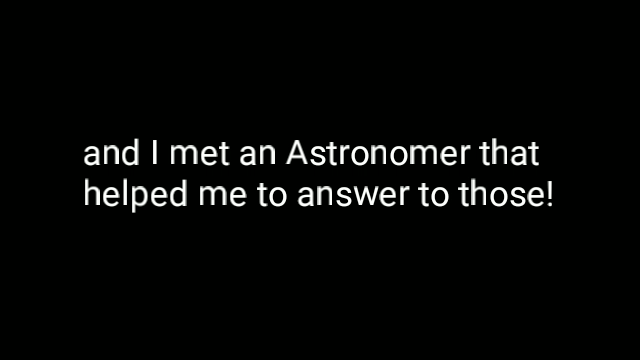 and I met an Astronomer that
helped me to answer to those!